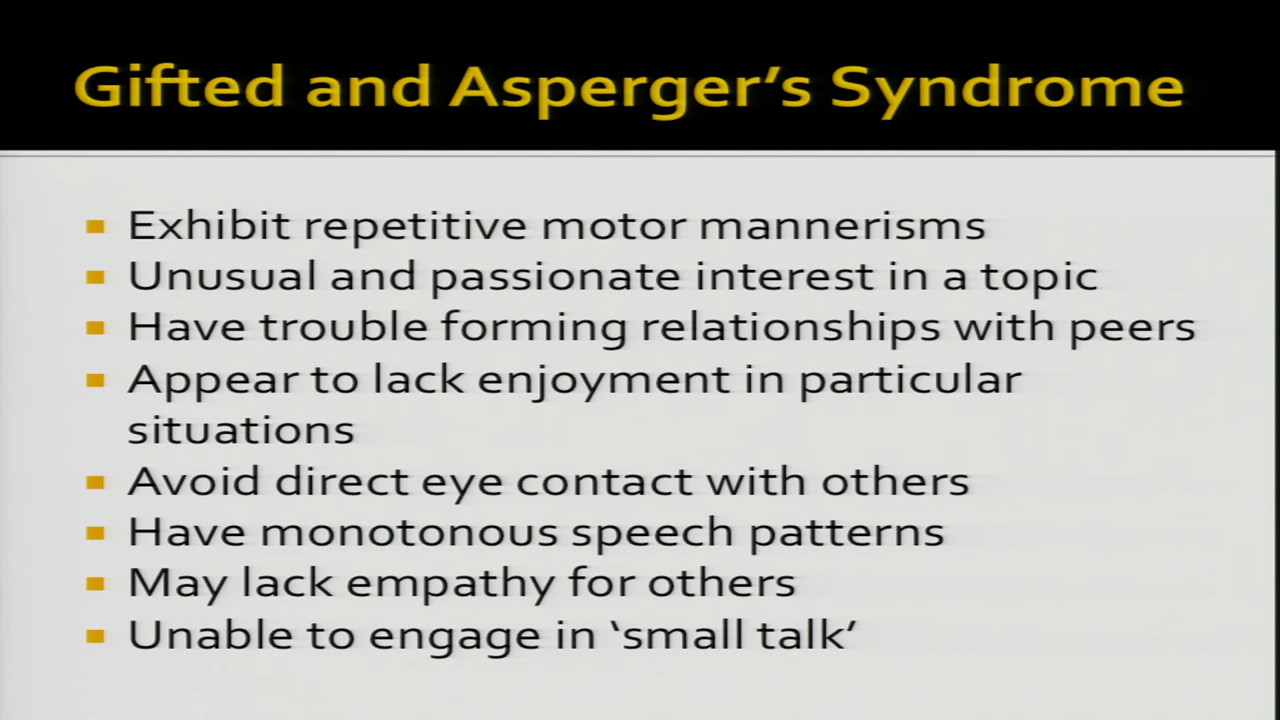 Gifted and Asperger’s Syndrome
Exhibit repetitive motor mannerisms
Unusual and passionate interest in a topic
Have trouble forming relationships with peers
Appear to lack enjoyment in particular
situations
Avoid direct eye contact with others
Have monotonous speech patterns
May lack empathy for others
Unable to engage in ‘small talk’